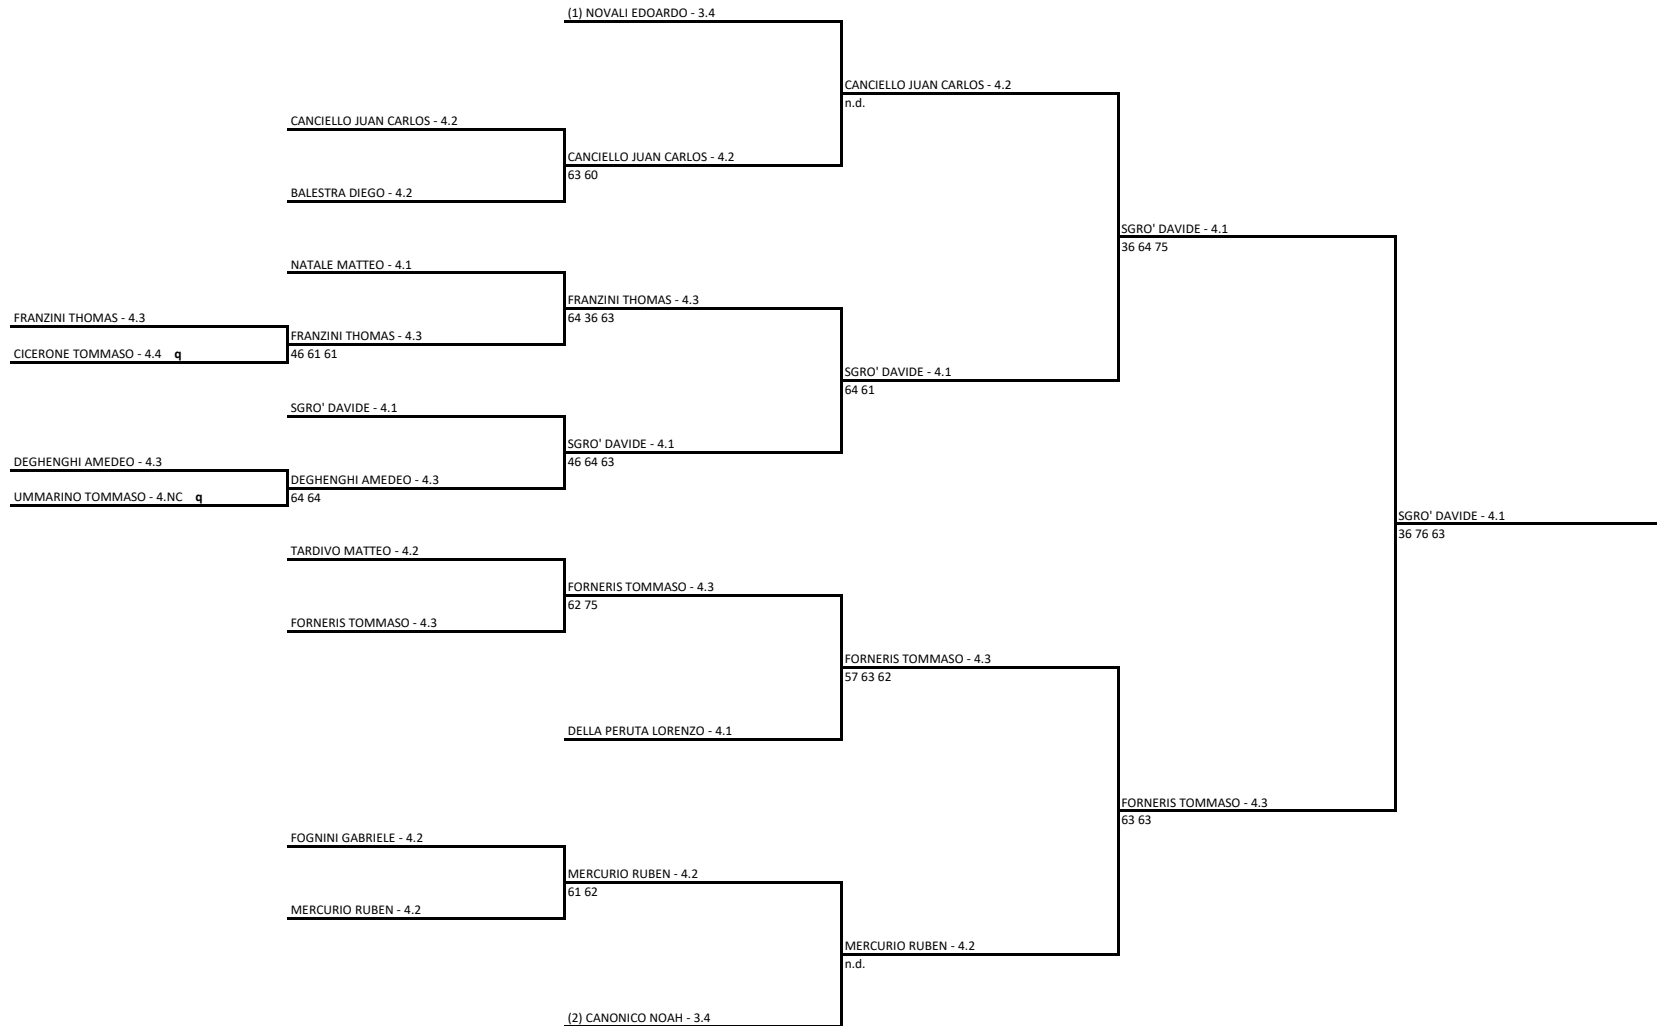 (1) NOVALI EDOARDO - 3.4
CANCIELLO JUAN CARLOS - 4.2
n.d.
CANCIELLO JUAN CARLOS - 4.2
CANCIELLO JUAN CARLOS - 4.2
63 60
BALESTRA DIEGO - 4.2
SGRO' DAVIDE - 4.1
36 64 75
NATALE MATTEO - 4.1
FRANZINI THOMAS - 4.3
64 36 63
FRANZINI THOMAS - 4.3
FRANZINI THOMAS - 4.3
46 61 61
CICERONE TOMMASO - 4.4 q
SGRO' DAVIDE - 4.1
64 61
SGRO' DAVIDE - 4.1
SGRO' DAVIDE - 4.1
46 64 63
DEGHENGHI AMEDEO - 4.3
DEGHENGHI AMEDEO - 4.3
64 64
UMMARINO TOMMASO - 4.NC q
SGRO' DAVIDE - 4.1
36 76 63
TARDIVO MATTEO - 4.2
FORNERIS TOMMASO - 4.3
62 75
FORNERIS TOMMASO - 4.3
FORNERIS TOMMASO - 4.3
57 63 62
DELLA PERUTA LORENZO - 4.1
FORNERIS TOMMASO - 4.3
63 63
FOGNINI GABRIELE - 4.2
MERCURIO RUBEN - 4.2
61 62
MERCURIO RUBEN - 4.2
MERCURIO RUBEN - 4.2
n.d.
(2) CANONICO NOAH - 3.4